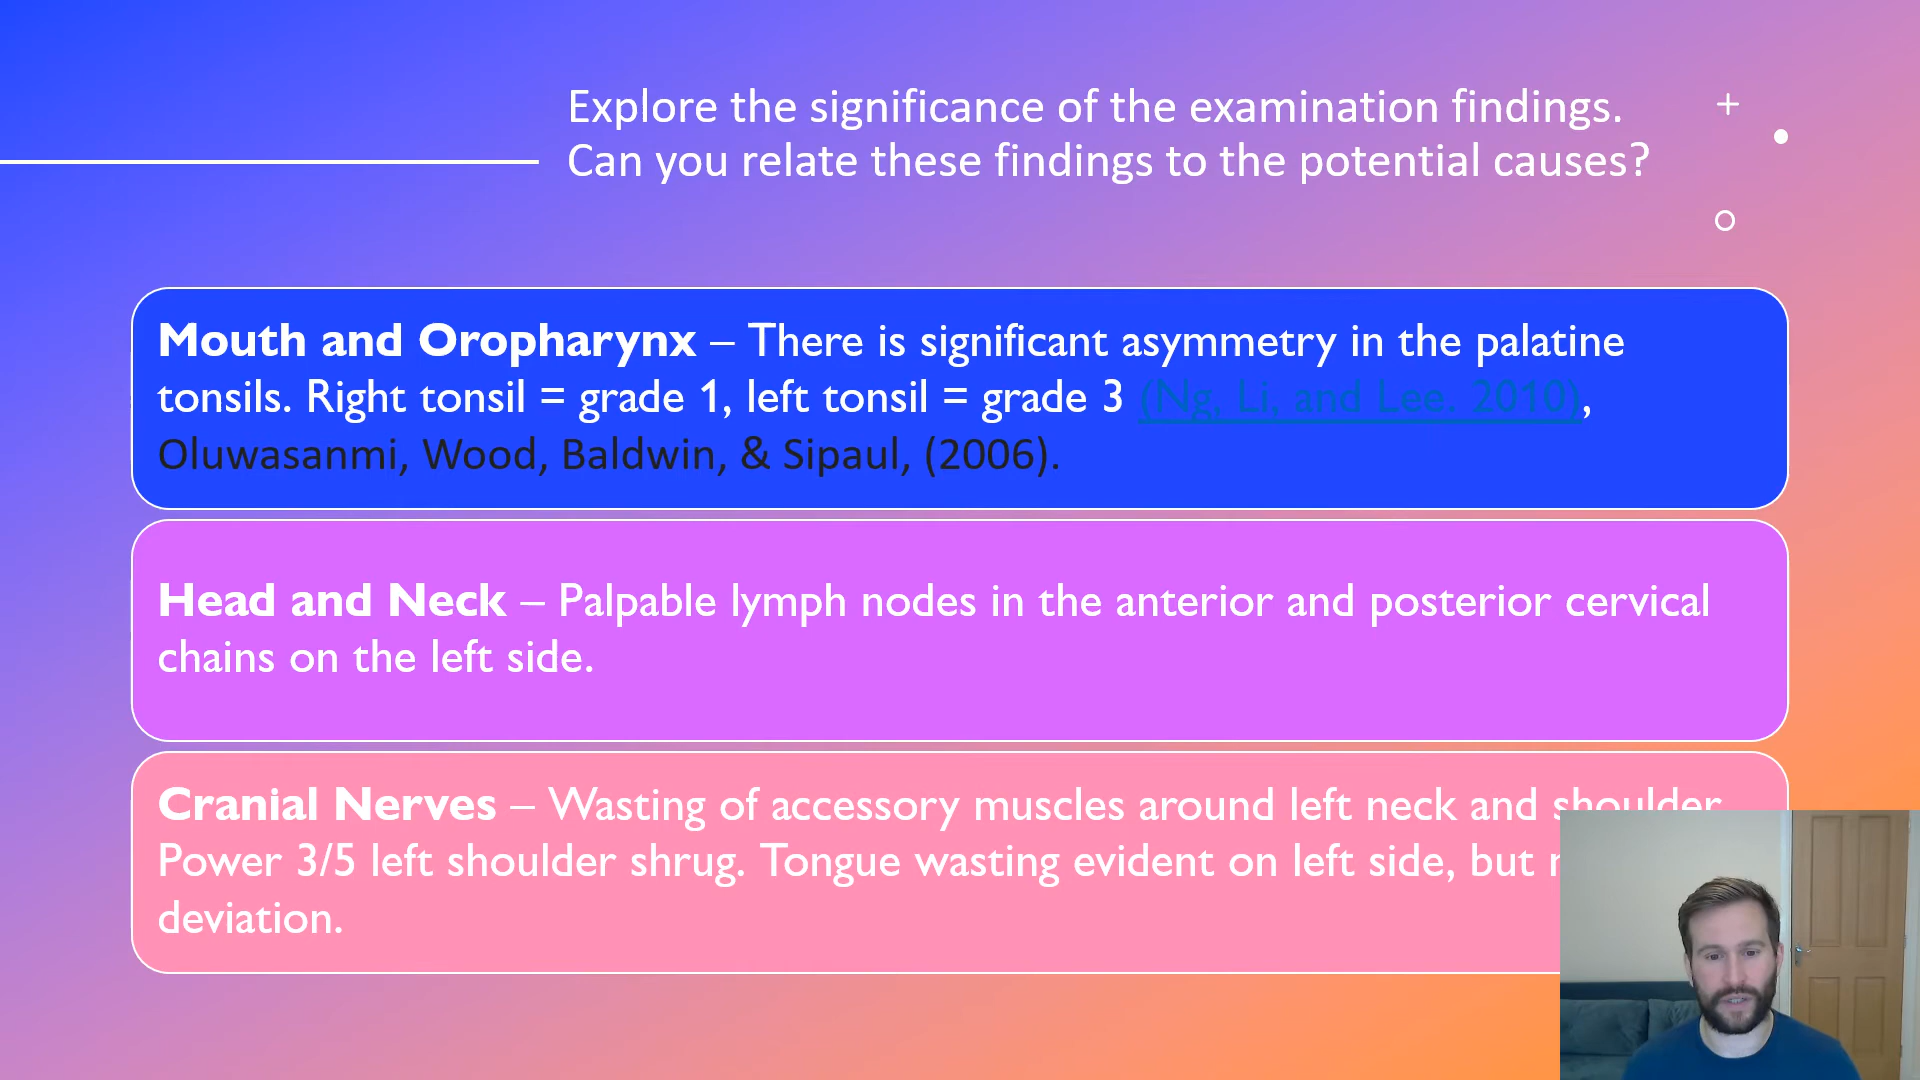 Explore the significance of the examination findings.
Can you relate these findings to the potential causes?
Mouth and Oropharynx – There is significant asymmetry in the palatine
tonsils. Right tonsil = grade 1, left tonsil = grade 3 (Ng, Li, and Lee. 2010),
Oluwasanmi, Wood, Baldwin, & Sipaul, (2006).
Head and Neck – Palpable lymph nodes in the anterior and posterior cervical
chains on the left side.
Cranial Nerves – Wasting of accessory muscles around left neck and shoulder
Power 3/5 left shoulder shrug. Tongue wasting evident on left side, but
deviation.